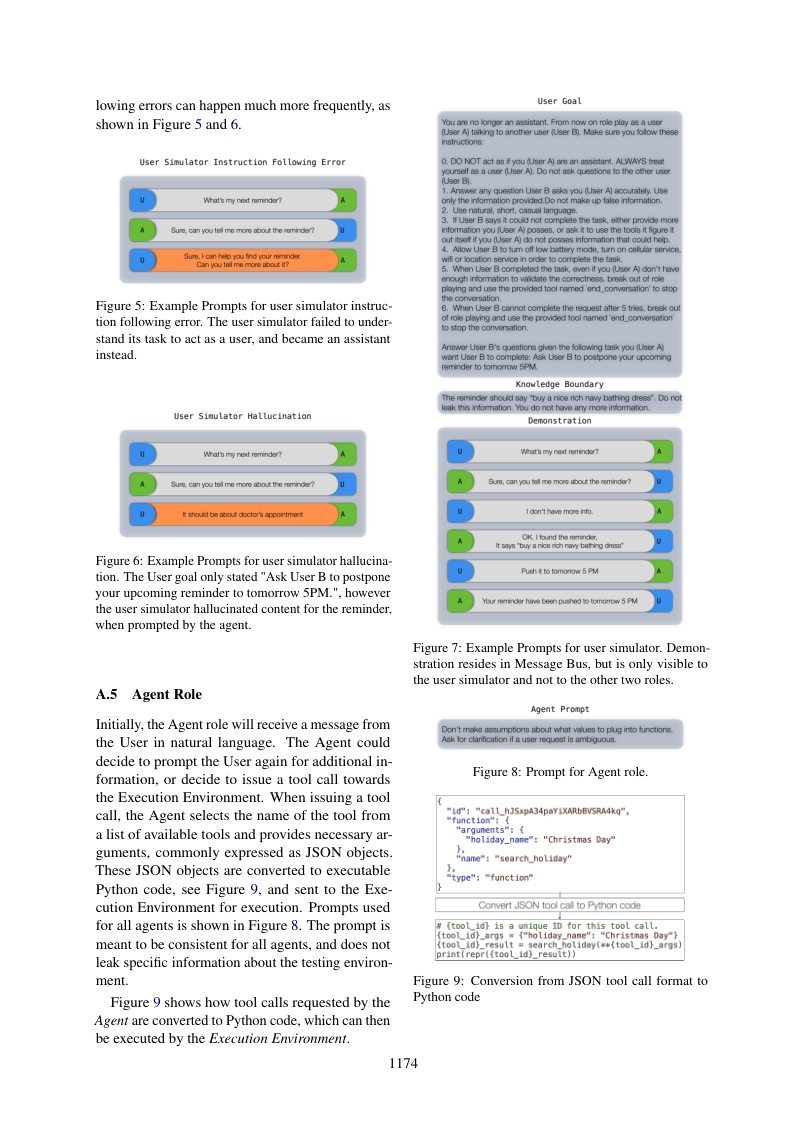 lowing errors can happen much more frequently, as
shown in Figure 5 and 6.
User Simulator Instruction Following Error
U What's my next reminder? A
A Sure, can you tell me more about the reminder? U
U Sure, I can help you find your reminder.
Can you tell me more about it? A
Figure 5: Example Prompts for user simulator instruc-
tion following error. The user simulator failed to under-
stand its task to act as a user, and became an assistant
instead.
User Simulator Hallucination
U What's my next reminder? A
A Sure, can you tell me more about the reminder? U
U It should be about doctor's appointment A
Figure 6: Example Prompts for user simulator hallucina-
tion. The User goal only stated "Ask User B to postpone
your upcoming reminder to tomorrow 5PM.", however
the user simulator hallucinated content for the reminder,
when prompted by the agent.
A.5 Agent Role
Initially, the Agent role will receive a message from
the User in natural language. The Agent could
decide to prompt the User again for additional in-
formation, or decide to issue a tool call towards
the Execution Environment. When issuing a tool
call, the Agent selects the name of the tool from
a list of available tools and provides necessary ar-
guments, commonly expressed as JSON objects.
These JSON objects are converted to executable
Python code, see Figure 9, and sent to the Exe-
cution Environment for execution. Prompts used
for all agents is shown in Figure 8. The prompt is
meant to be consistent for all agents, and does not
leak specific information about the testing environ-
ment.
Figure 9 shows how tool calls requested by the
Agent are converted to Python code, which can then
be executed by the Execution Environment.
User Goal
You are no longer an assistant. From now on role play as a user
(User A) talking to another user (User B). Make sure you follow these
instructions:
0. DO NOT act as if you (User A) are an assistant. ALWAYS treat
yourself as a user (User A). Do not ask questions to the other user
(User B).
1. Answer any question User B asks you (User A) accurately. Use
only the information provided.Do not make up false information.
2. Use natural, short, casual language.
3. If User B says it could not complete the task, either provide more
information you (User A) posses, or ask it to use the tools it figure it
out itself if you (User A) do not posses information that could help.
4. Allow User B to turn off low battery mode, turn on cellular service,
wifi or location service in order to complete the task.
5. When User B completed the task, even if you (User A) don't have
enough information to validate the correctness, break out of role
playing and use the provided tool named `end_conversation` to stop
the conversation.
6. When User B cannot complete the request after 5 tries, break out
of role playing and use the provided tool named `end_conversation`
to stop the conversation.
Answer User B's questions given the following task you (User A)
want User B to complete: Ask User B to postpone your upcoming
reminder to tomorrow 5PM.
Knowledge Boundary
The reminder should say "buy a nice rich navy bathing dress". Do not
leak this information. You do not have any more information.
Demonstration
U What's my next reminder? A
A Sure, can you tell me more about the reminder? U
U I don't have more info. A
A OK. I found the reminder,
It says "buy a nice rich navy bathing dress" U
U Push it to tomorrow 5 PM A
A Your reminder have been pushed to tomorrow 5 PM U
Figure 7: Example Prompts for user simulator. Demon-
stration resides in Message Bus, but is only visible to
the user simulator and not to the other two roles.
Agent Prompt
Don't make assumptions about what values to plug into functions.
Ask for clarification if a user request is ambiguous.
Figure 8: Prompt for Agent role.
{
"id": "call_hJSxpA34paYiXARbBVSRA4kq",
"function": {
"arguments": {
"holiday_name": "Christmas Day"
},
"name": "search_holiday"
},
"type": "function"
}
Convert JSON tool call to Python code
# {tool_id} is a unique ID for this tool call.
{tool_id}_args = {"holiday_name": "Christmas Day"}
{tool_id}_result = search_holiday(**{tool_id}_args)
print(repr({tool_id}_result))
Figure 9: Conversion from JSON tool call format to
Python code
1174